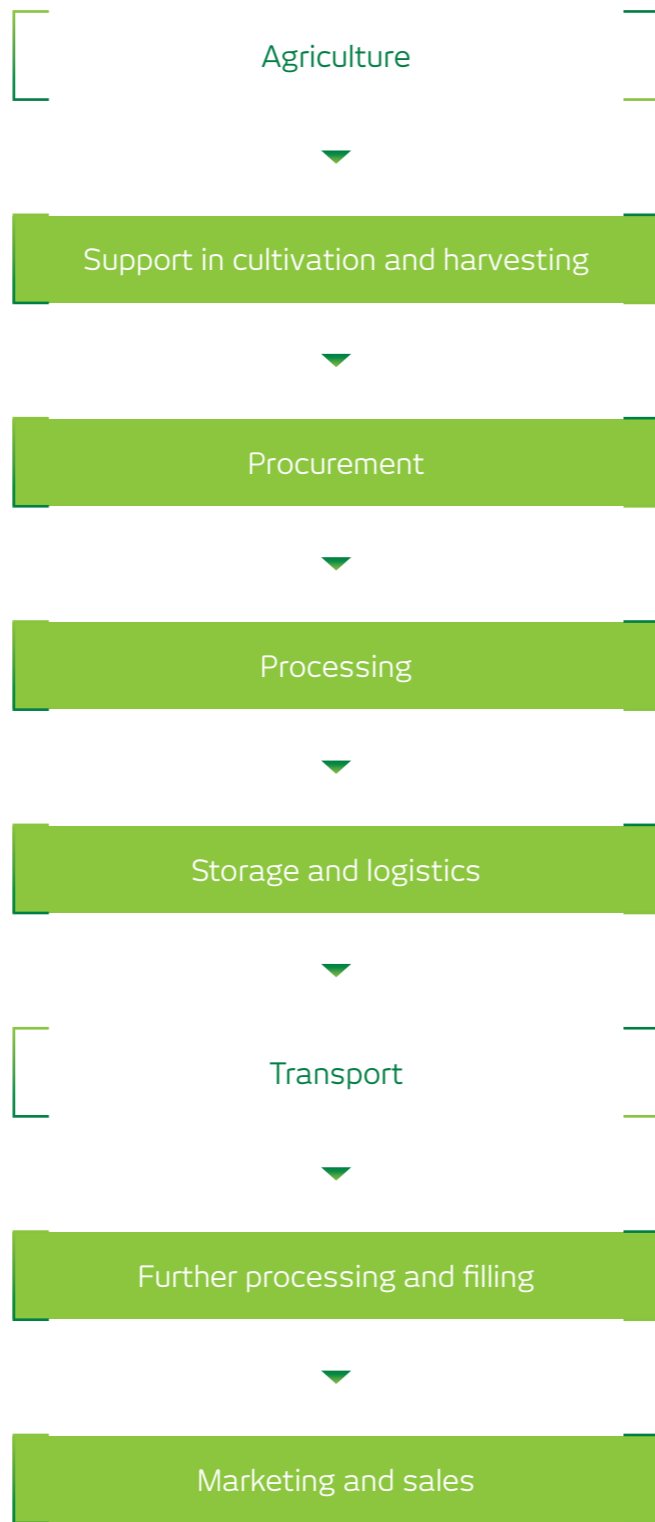 Agriculture
Support in cultivation and harvesting
Procurement
Processing
Storage and logistics
Transport
Further processing and filling
Marketing and sales